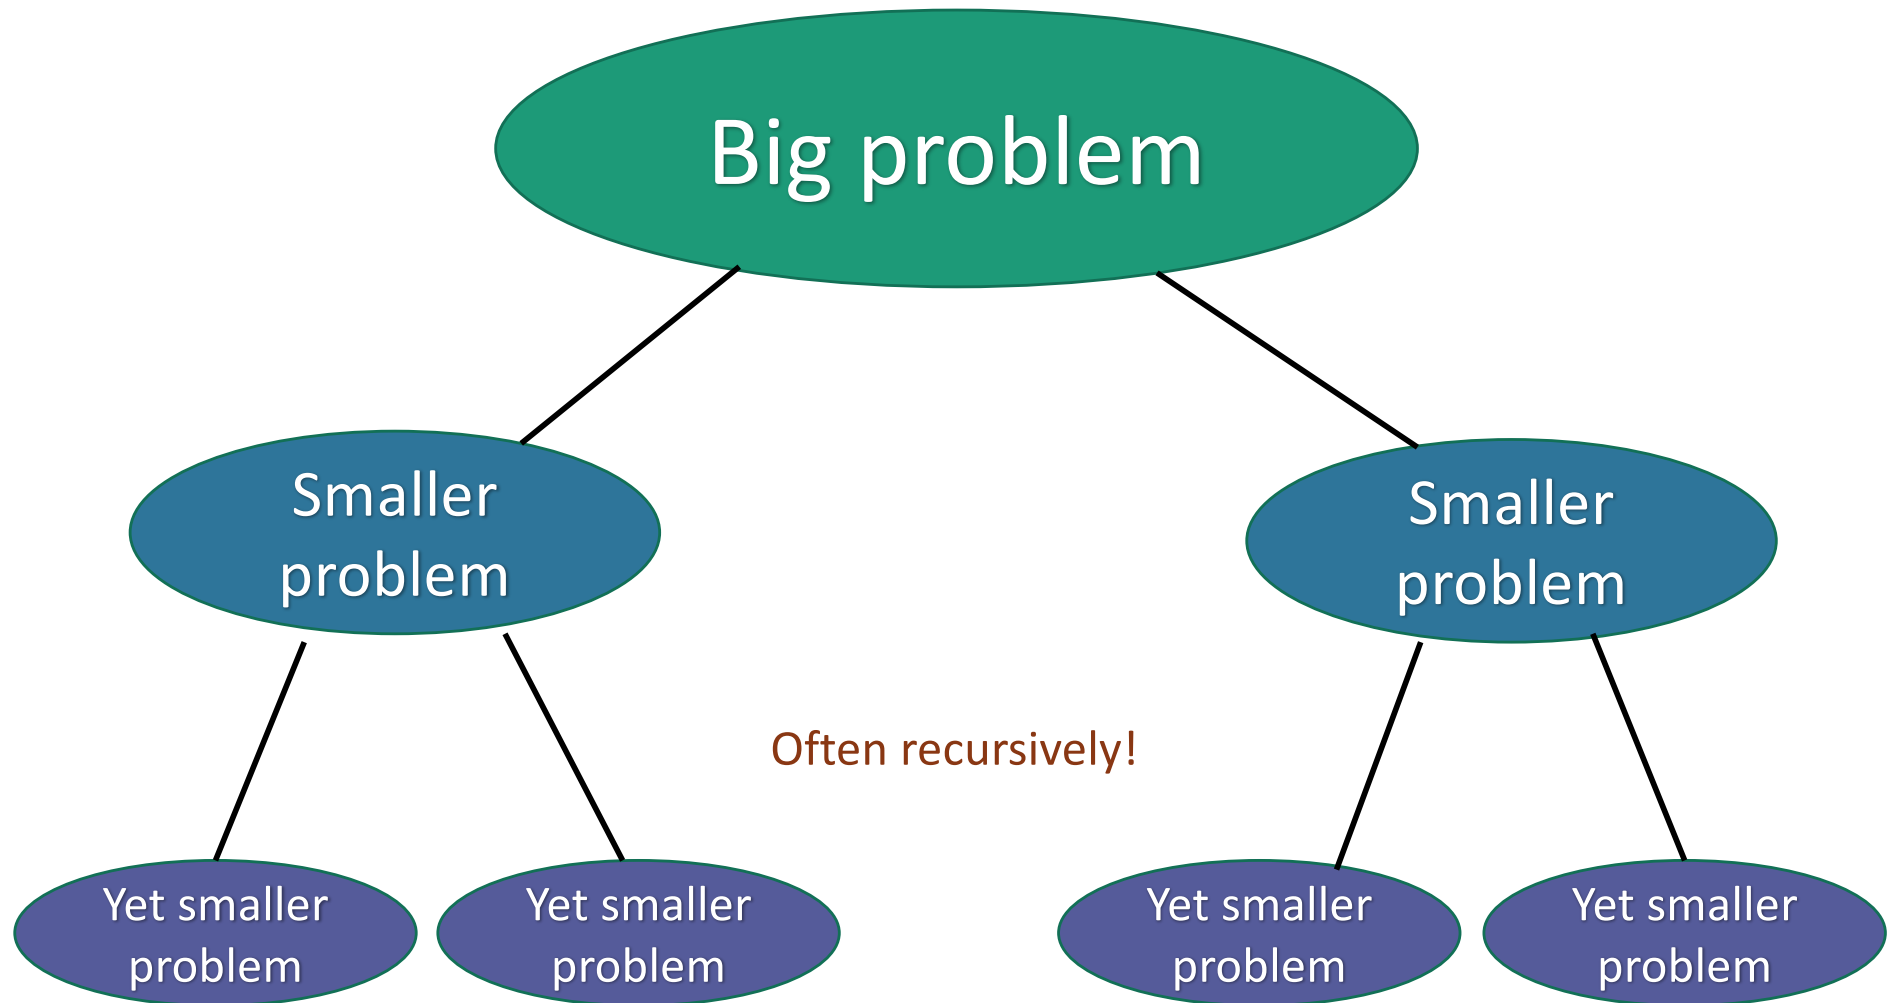 Big problem
Smaller
problem
Smaller
problem
Often recursively!
Yet smaller
problem
Yet smaller
problem
Yet smaller
problem
Yet smaller
problem